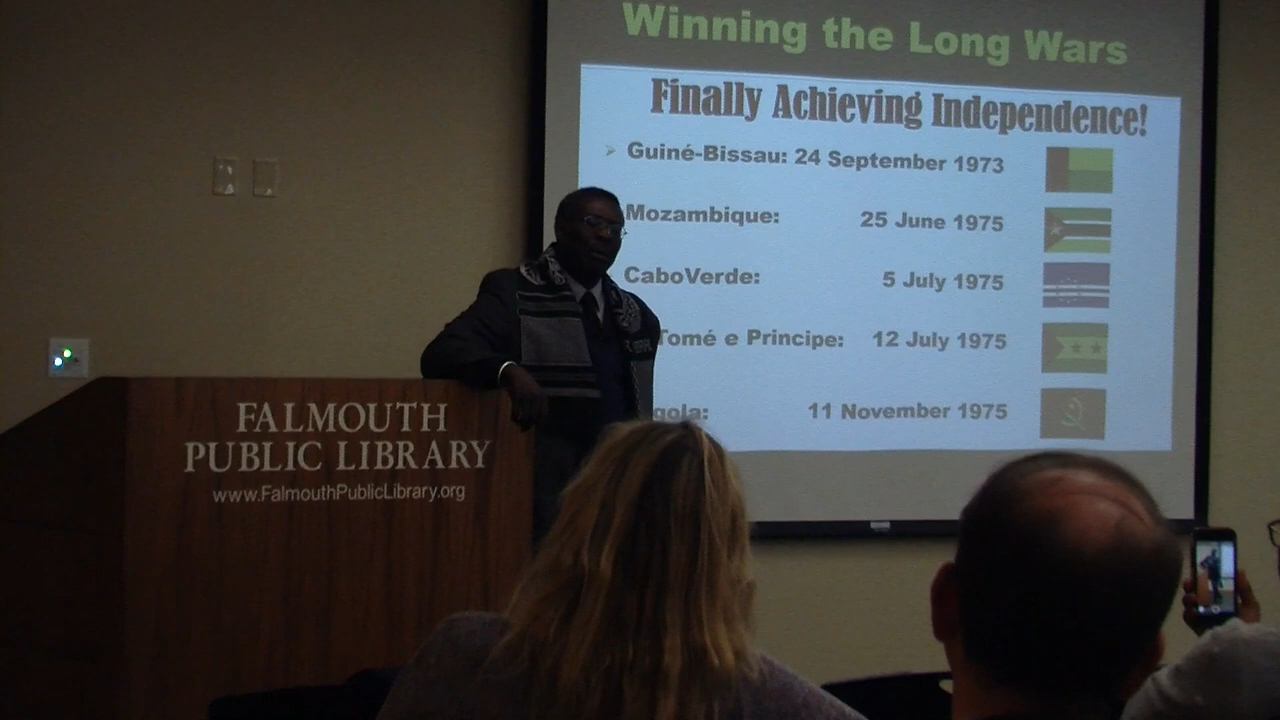 Winning the Long Wars
Finally Achieving Independence!
Guiné-Bissau: 24 September 1973
Mozambique: 25 June 1975
CaboVerde: 5 July 1975
Tomé e Principe: 12 July 1975
gola: 11 November 1975
FALMOUTH
PUBLIC LIBRARY
www.FalmouthPublicLibrary.org